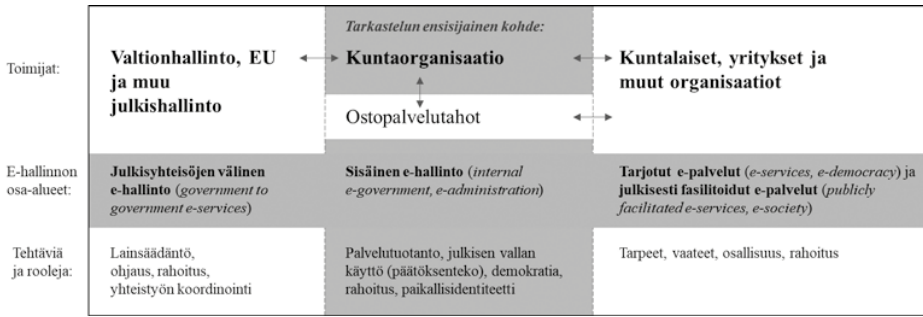 Tarkastelun ensisijainen kohde:
Toimijat:
Valtionhallinto, EU
ja muu
julkishallinto
Kuntaorganisaatio
Kuntalaiset, yritykset ja
muut organisaatiot
Ostopalvelutahot
E-hallinnon
osa-alueet:
Julkisyhteisöjen välinen
e-hallinto (government to
government e-services)
Sisäinen e-hallinto (internal
e-government, e-administration)
Tarjotut e-palvelut (e-services, e-democracy) ja
julkisesti fasilitoidut e-palvelut (publicly
facilitated e-services, e-society)
Tehtäviä
ja rooleja:
Lainsäädäntö,
ohjaus, rahoitus,
yhteistyön koordinointi
Palvelutuotanto, julkisen vallan
käyttö (päätöksenteko), demokratia,
rahoitus, paikallisidentiteetti
Tarpeet, vaateet, osallisuus, rahoitus